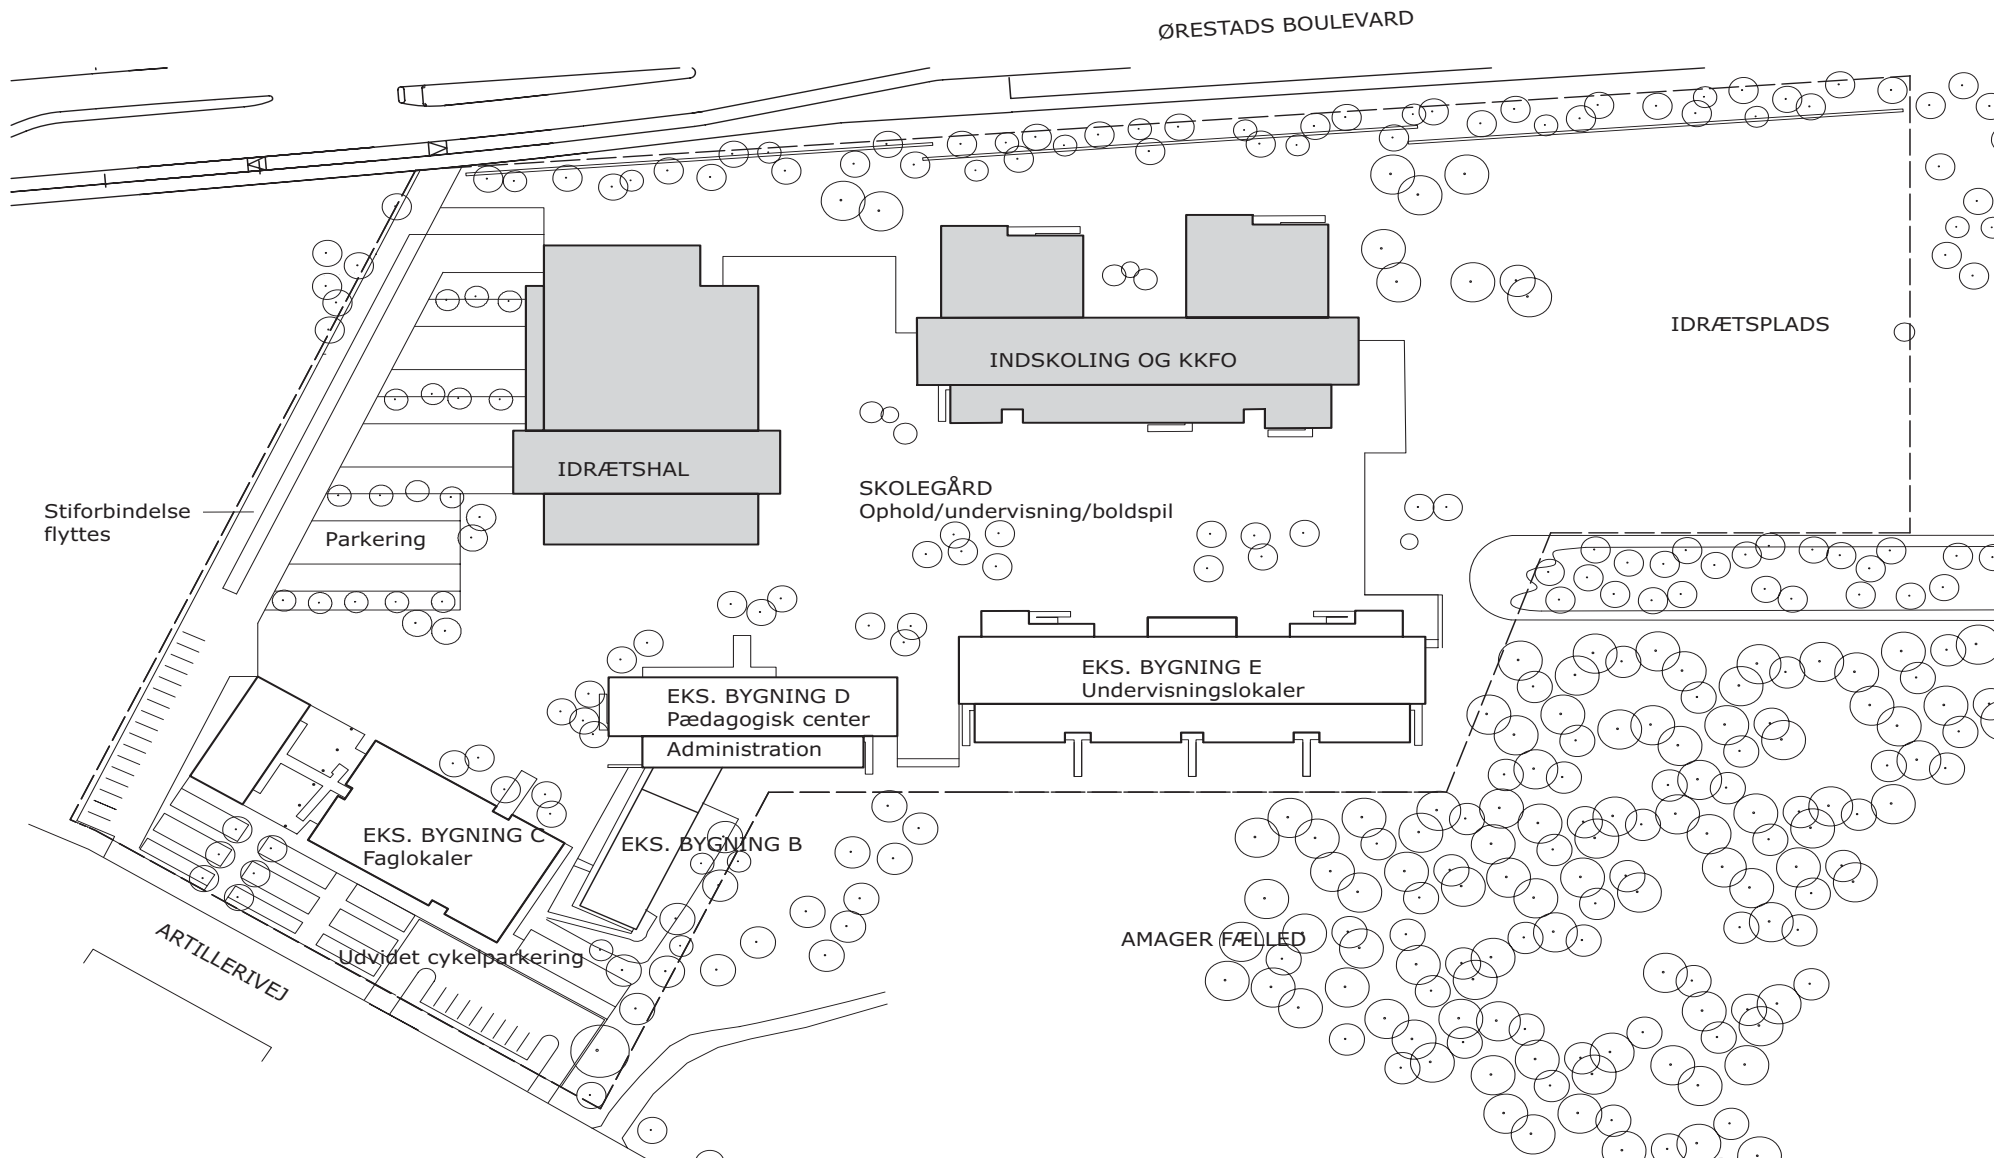 ØRESTADS BOULEVARD
IDRÆTSPLADS
INDSKOLING OG KKFO
IDRÆTSHAL
SKOLEGÅRD
Ophold/undervisning/boldspil
Stiforbindelse
flyttes
Parkering
EKS. BYGNING E
Undervisningslokaler
EKS. BYGNING D
Pædagogisk center
Administration
EKS. BYGNING C
Faglokaler
EKS. BYGNING B
ARTILLERIVEJ
Udvidet cykelparkering
AMAGER FÆLLED